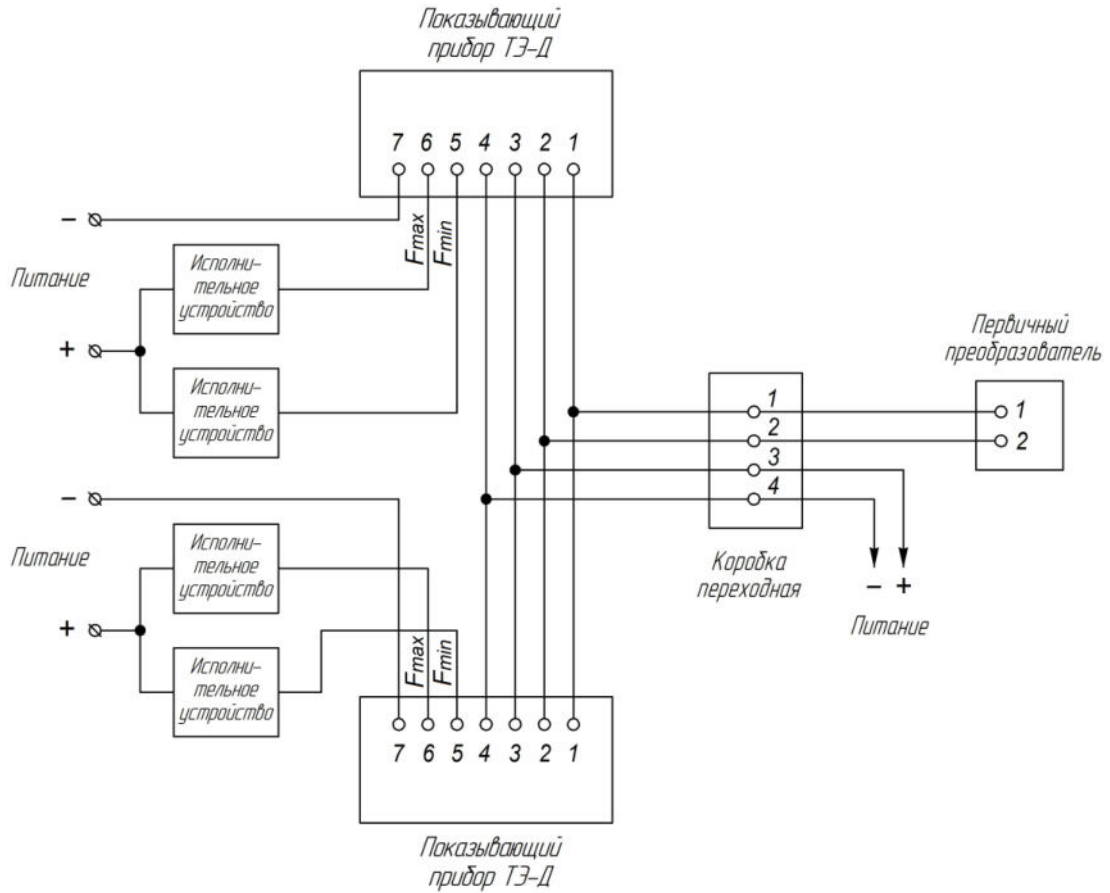 Показывающий
прибор ТЭ-Д
7 6 5 4 3 2 1
Fmax
Fmin
–
Питание
+
Исполни-
тельное
устройство
Исполни-
тельное
устройство
Первичный
преобразователь
1
2
1
2
3
4
Коробка
переходная
– +
Питание
–
Питание
+
Исполни-
тельное
устройство
Исполни-
тельное
устройство
Fmax
Fmin
7 6 5 4 3 2 1
Показывающий
прибор ТЭ-Д